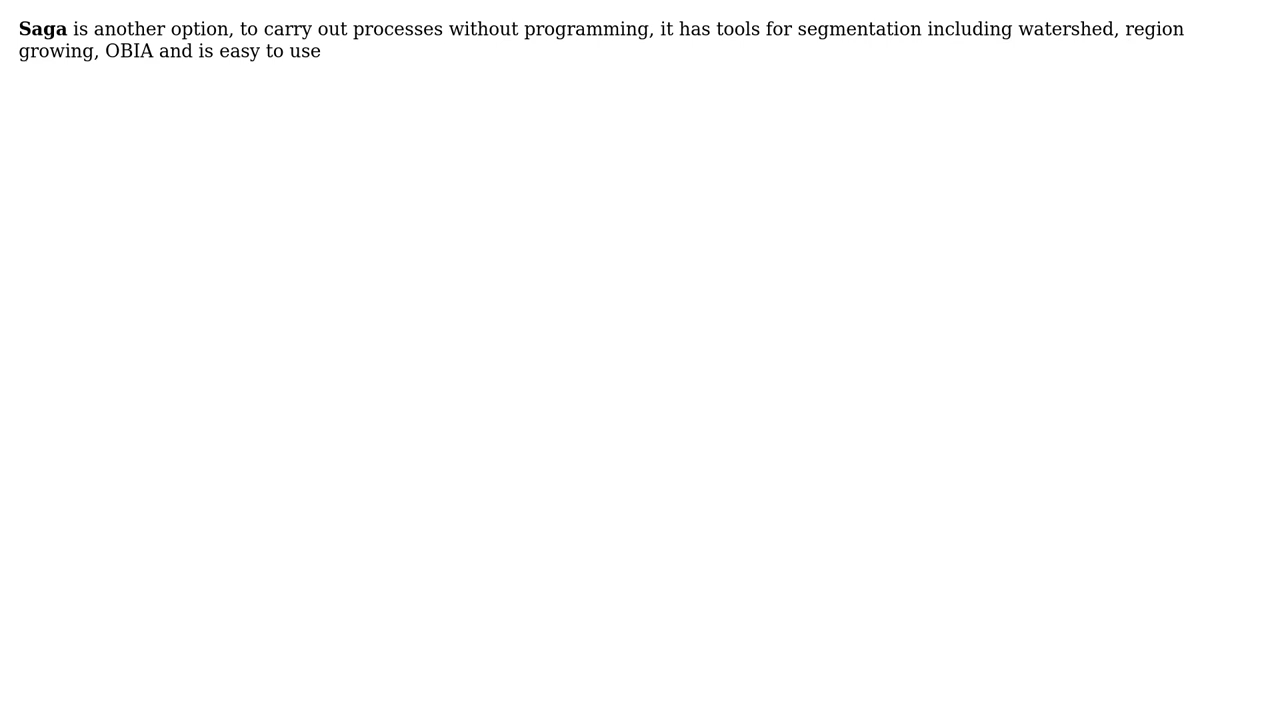 Saga is another option, to carry out processes without programming, it has tools for segmentation including watershed, region
growing, OBIA and is easy to use